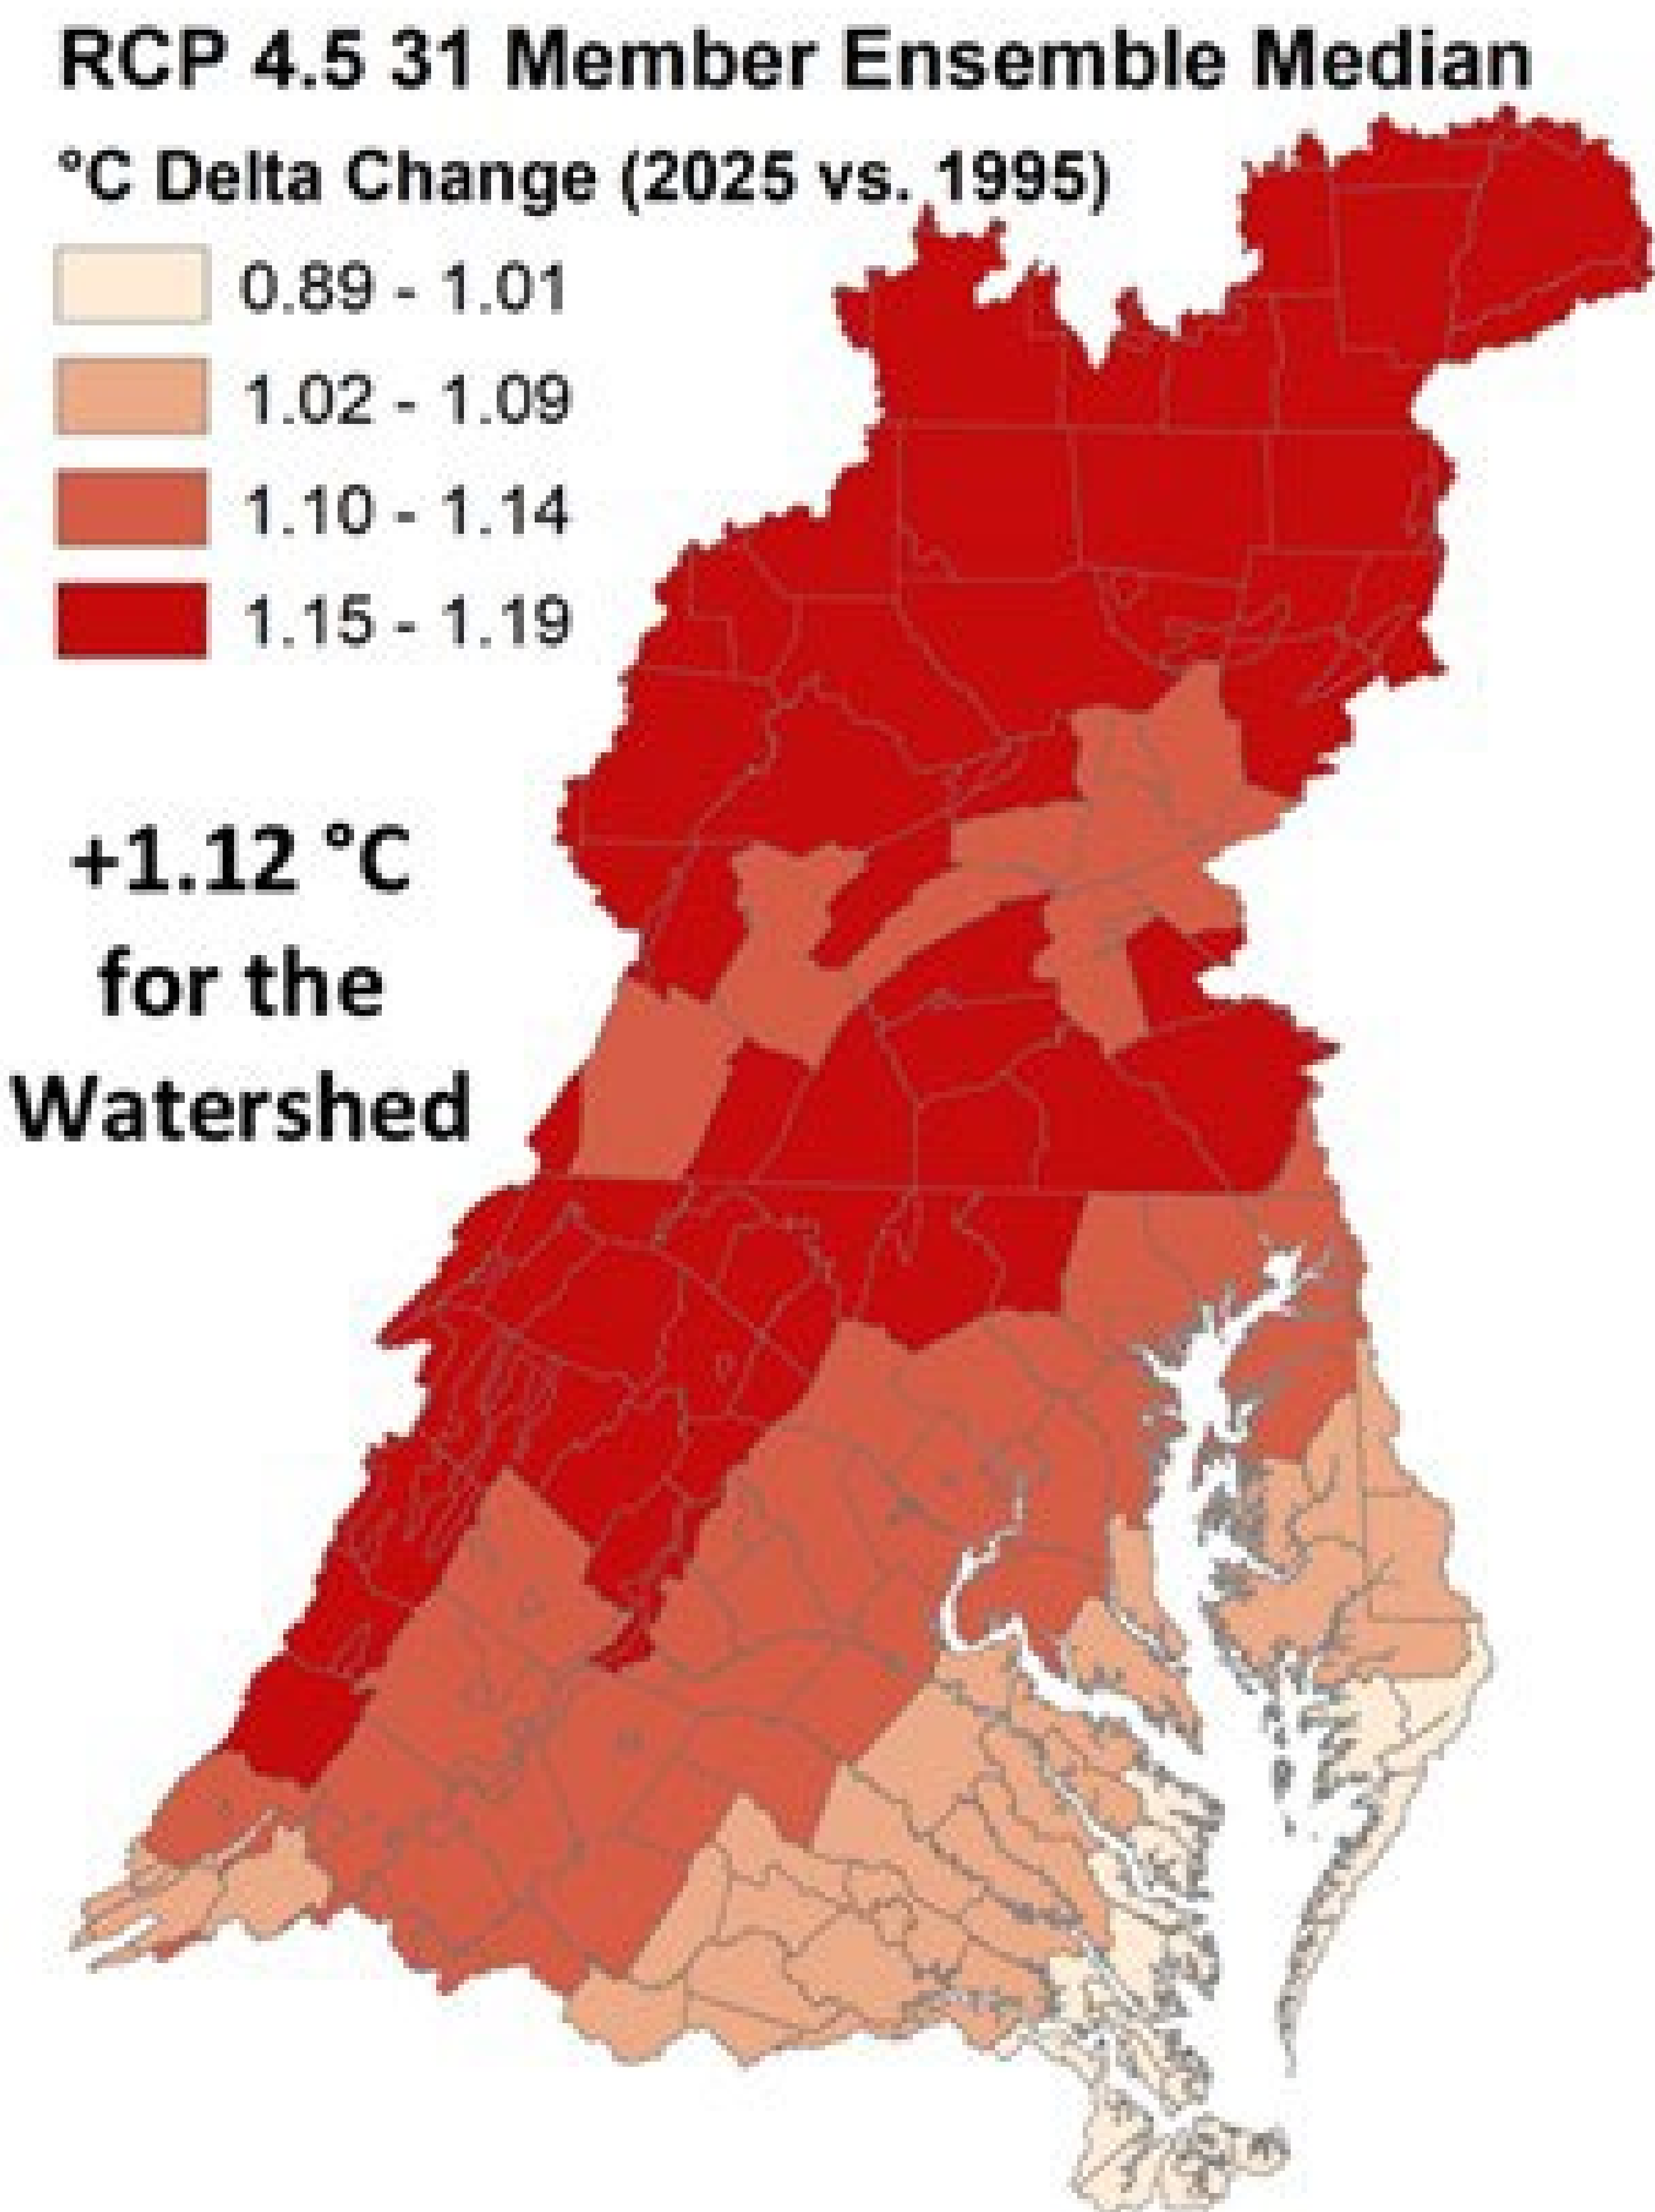 RCP 4.5 31 Member Ensemble Median
°C Delta Change (2025 vs. 1995)
0.89 - 1.01
1.02 - 1.09
1.10 - 1.14
1.15 - 1.19
+1.12 °C
for the
Watershed